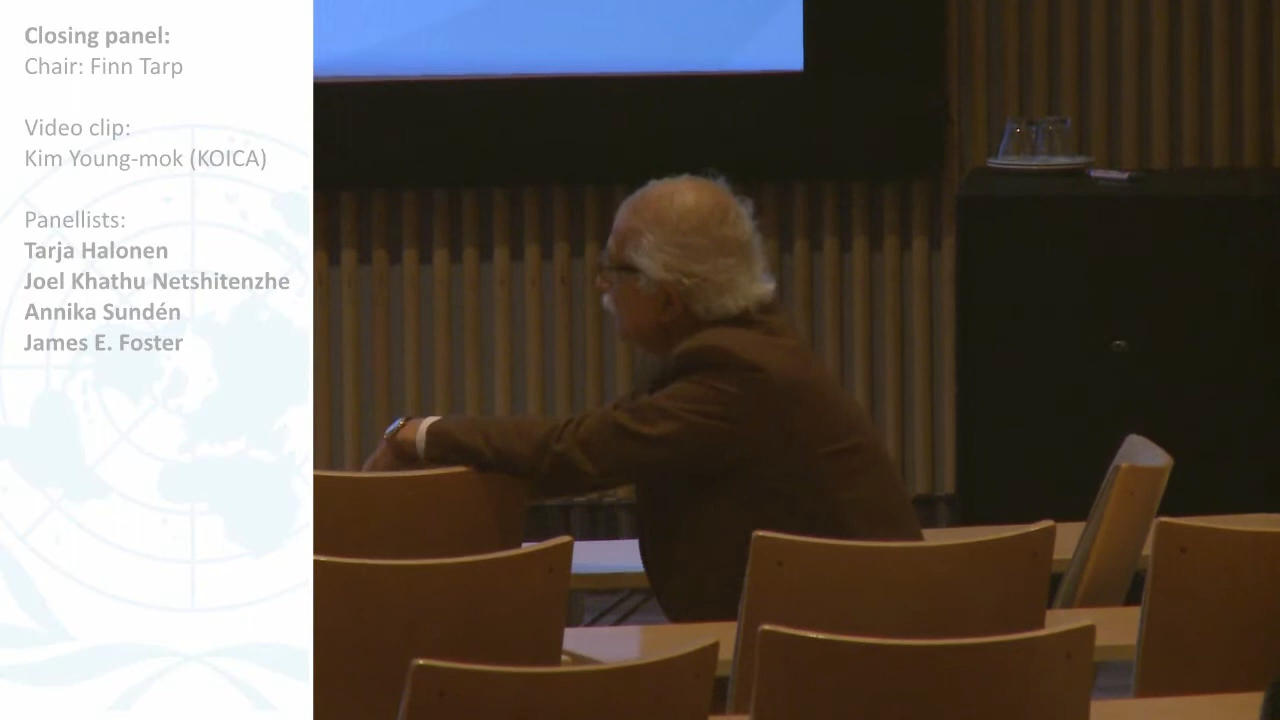 Closing panel:
Chair: Finn Tarp
Video clip:
Kim Young-mok (KOICA)
Panellists:
Tarja Halonen
Joel Khathu Netshitenzhe
Annika Sundén
James E. Foster